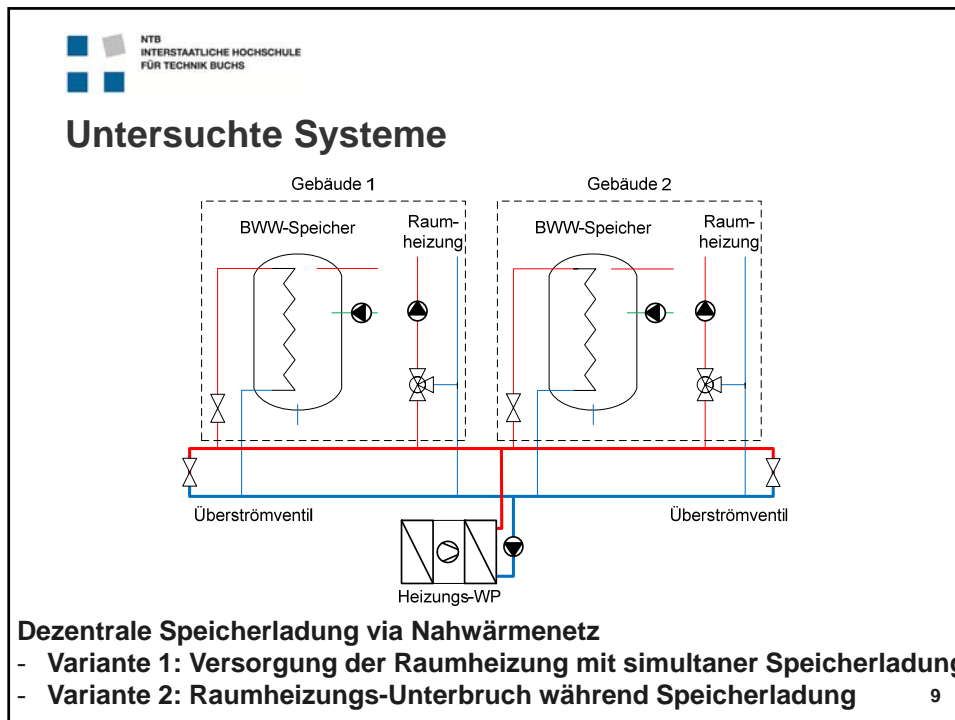 NTB
INTERSTAATLICHE HOCHSCHULE
FÜR TECHNIK BUCHS
Untersuchte Systeme
Gebäude 1
Gebäude 2
BWW-Speicher
Raum-
heizung
BWW-Speicher
Raum-
heizung
Überströmventil
Überströmventil
Heizungs-WP
Dezentrale Speicherladung via Nahwärmenetz
- Variante 1: Versorgung der Raumheizung mit simultaner Speicherladung
- Variante 2: Raumheizungs-Unterbruch während Speicherladung
9